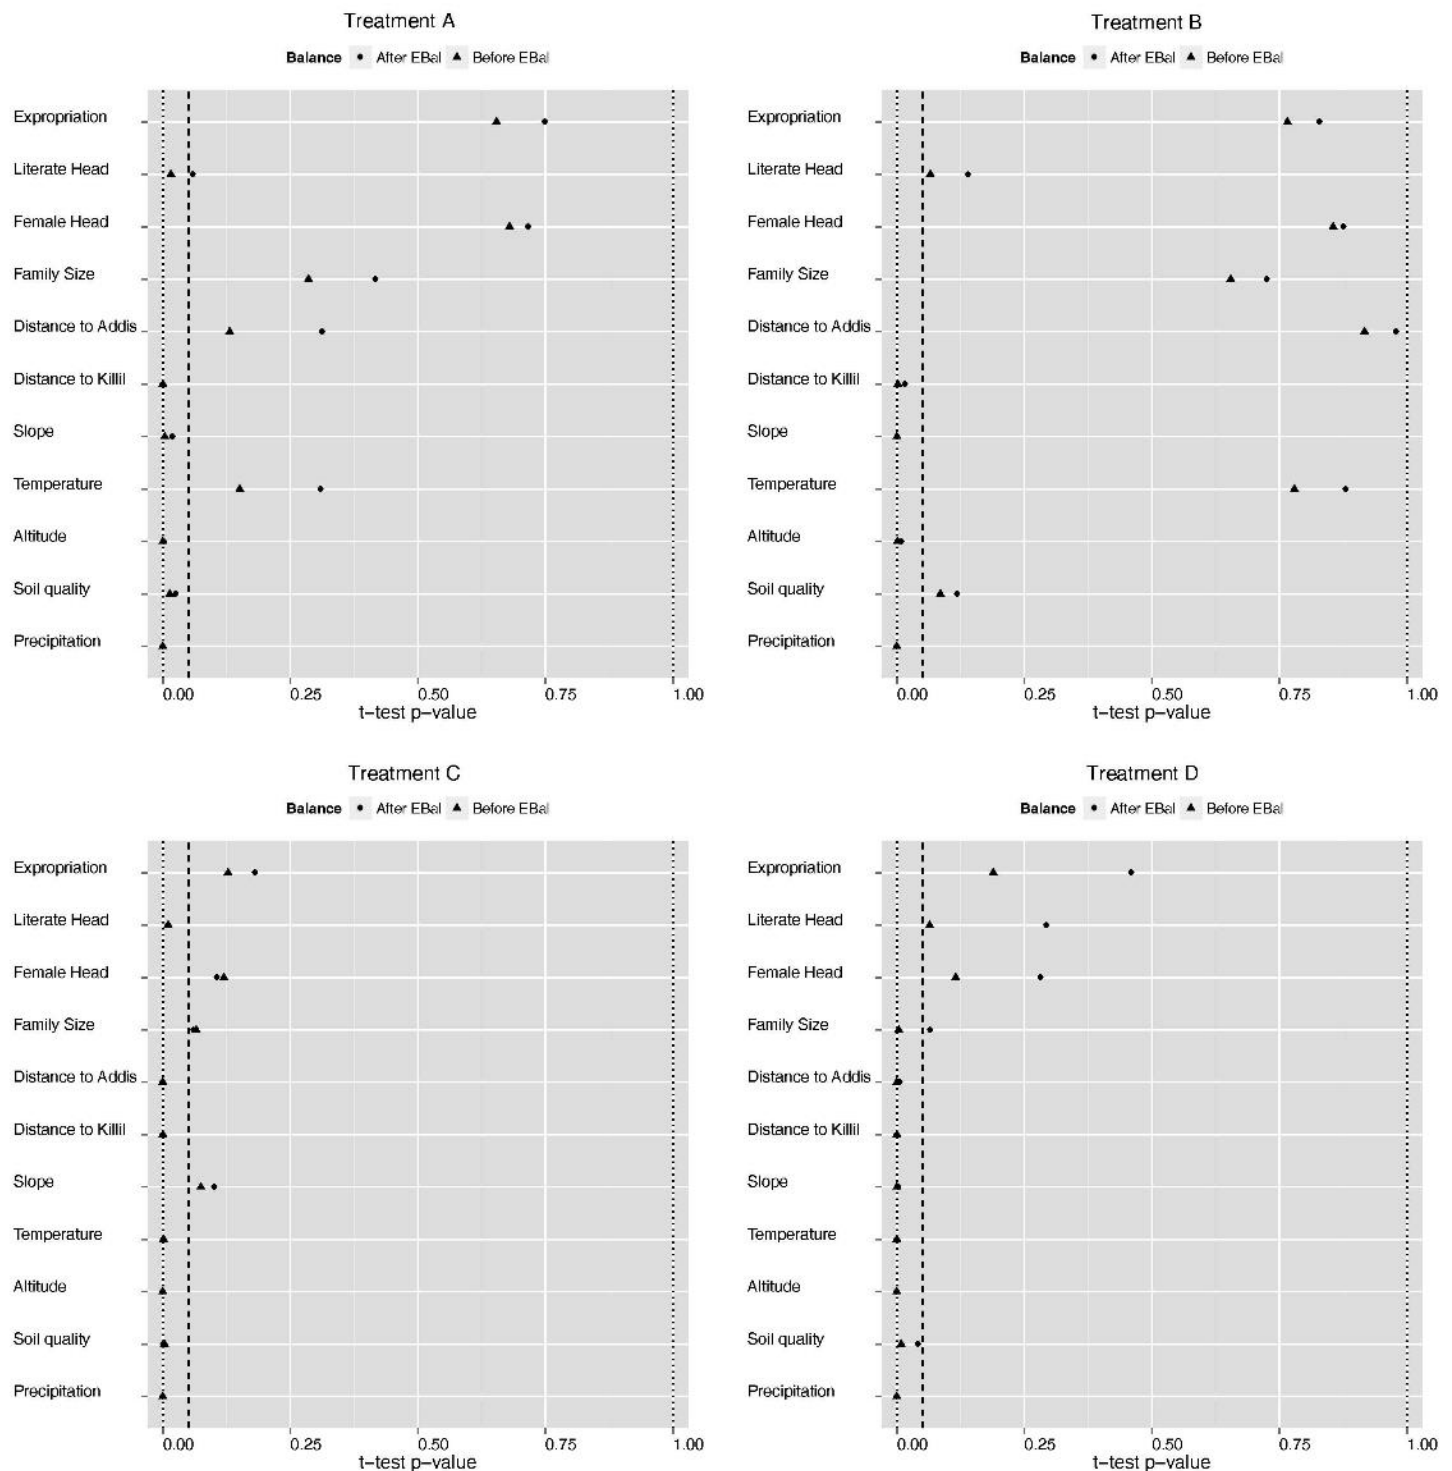 Treatment A
Balance After EBal Before EBal
Expropriation
Literate Head
Female Head
Family Size
Distance to Addis
Distance to Killil
Slope
Temperature
Altitude
Soil quality
Precipitation
0.00 0.25 0.50 0.75 1.00
t-test p-value
Treatment B
Balance After EBal Before EBal
Expropriation
Literate Head
Female Head
Family Size
Distance to Addis
Distance to Killil
Slope
Temperature
Altitude
Soil quality
Precipitation
0.00 0.25 0.50 0.75 1.00
t-test p-value
Treatment C
Balance After EBal Before EBal
Expropriation
Literate Head
Female Head
Family Size
Distance to Addis
Distance to Killil
Slope
Temperature
Altitude
Soil quality
Precipitation
0.00 0.25 0.50 0.75 1.00
t-test p-value
Treatment D
Balance After EBal Before EBal
Expropriation
Literate Head
Female Head
Family Size
Distance to Addis
Distance to Killil
Slope
Temperature
Altitude
Soil quality
Precipitation
0.00 0.25 0.50 0.75 1.00
t-test p-value